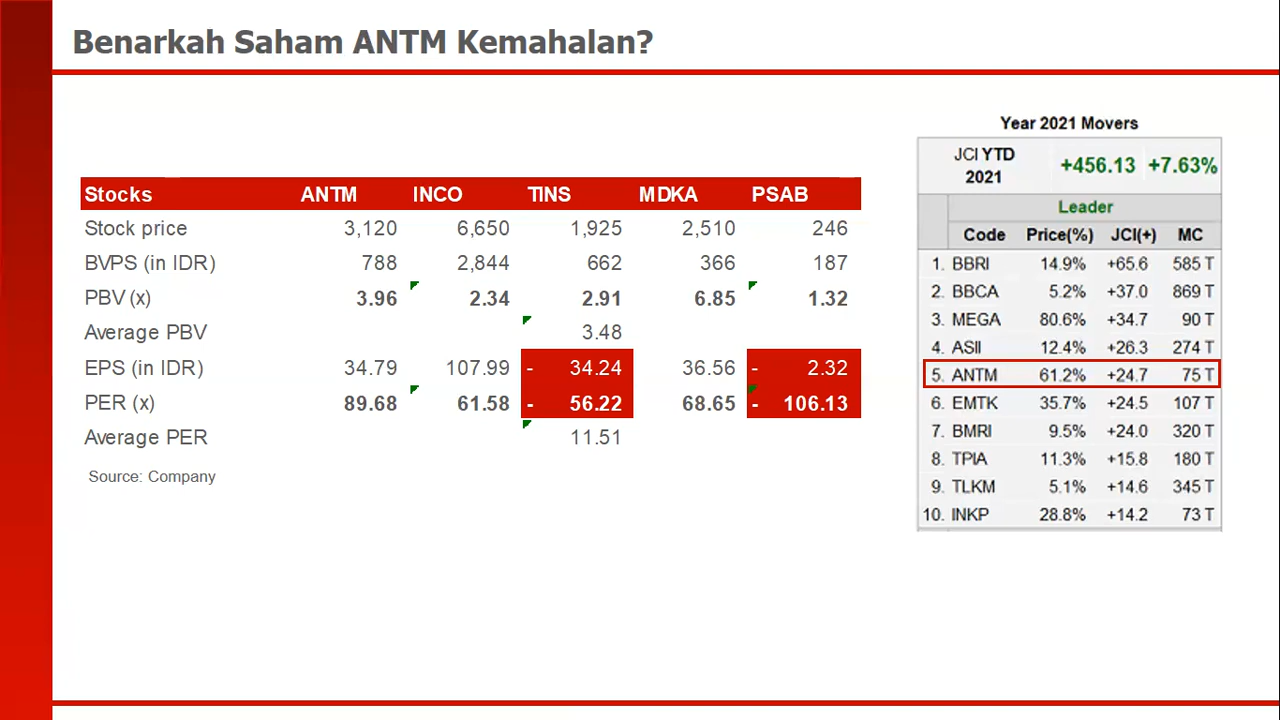 Benarkah Saham ANTM Kemahalan?
Stocks ANTM INCO TINS MDKA PSAB
Stock price 3,120 6,650 1,925 2,510 246
BVPS (in IDR) 788 2,844 662 366 187
PBV (x) 3.96 2.34 2.91 6.85 1.32
Average PBV 3.48
EPS (in IDR) 34.79 107.99 - 34.24 36.56 - 2.32
PER (x) 89.68 61.58 - 56.22 68.65 - 106.13
Average PER 11.51
Source: Company
Year 2021 Movers
JCI YTD 2021 +456.13 +7.63%
Leader
Code Price(%) JCI(+) MC
1. BBRI 14.9% +65.6 585 T
2. BBCA 5.2% +37.0 869 T
3. MEGA 80.6% +34.7 90 T
4. ASII 12.4% +26.3 274 T
5. ANTM 61.2% +24.7 75 T
6. EMTK 35.7% +24.5 107 T
7. BMRI 9.5% +24.0 320 T
8. TPIA 11.3% +15.8 180 T
9. TLKM 5.1% +14.6 345 T
10. INKP 28.8% +14.2 73 T